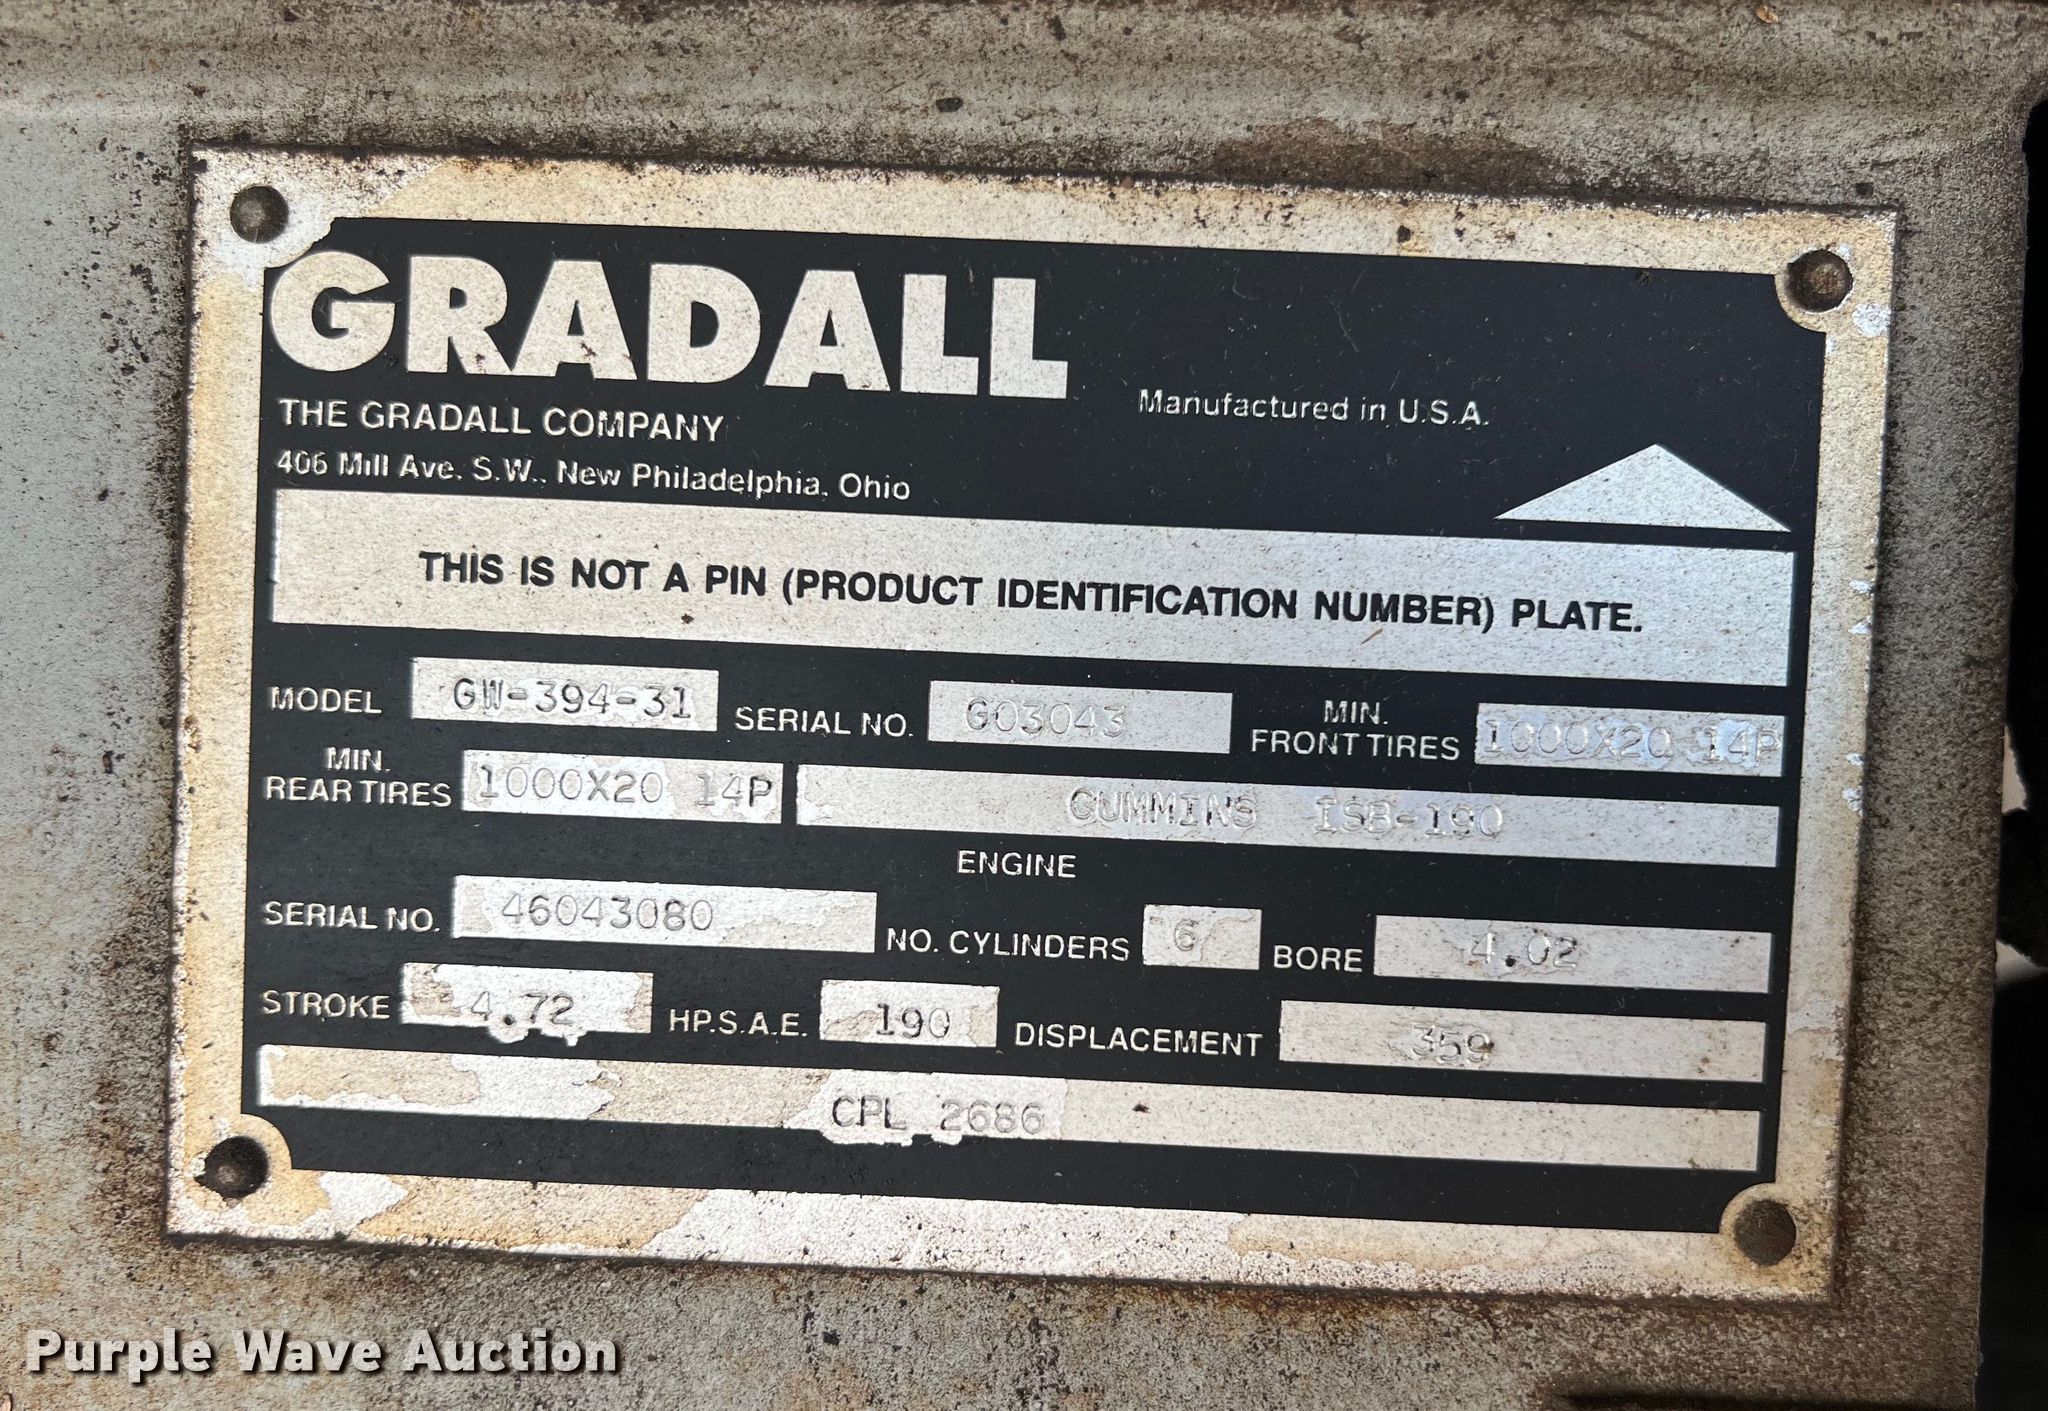 GRADALL
Manufactured in U.S.A.
THE GRADALL COMPANY
406 Mill Ave. S.W., New Philadelphia, Ohio
THIS IS NOT A PIN (PRODUCT IDENTIFICATION NUMBER) PLATE.
MODEL GW-394-31 SERIAL NO. G03043 MIN. FRONT TIRES 1000X20 14P
MIN. REAR TIRES 1000X20 14P CUMMINS ISB-190
ENGINE
SERIAL NO. 46043080 NO. CYLINDERS 6 BORE 4.02
STROKE 4.72 HP.S.A.E. 190 DISPLACEMENT 359
CPL 2686
Purple Wave Auction